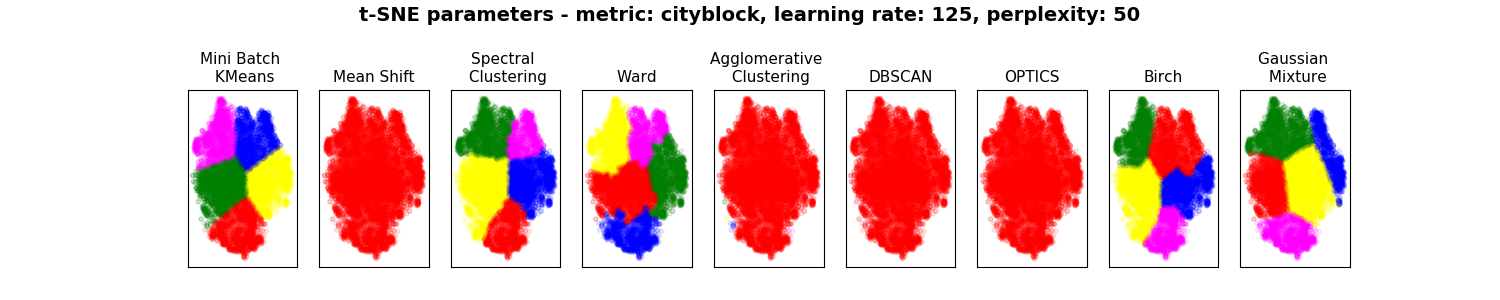 t-SNE parameters - metric: cityblock, learning rate: 125, perplexity: 50
Mini Batch
KMeans
Mean Shift
Spectral
Clustering
Ward
Agglomerative
Clustering
DBSCAN
OPTICS
Birch
Gaussian
Mixture